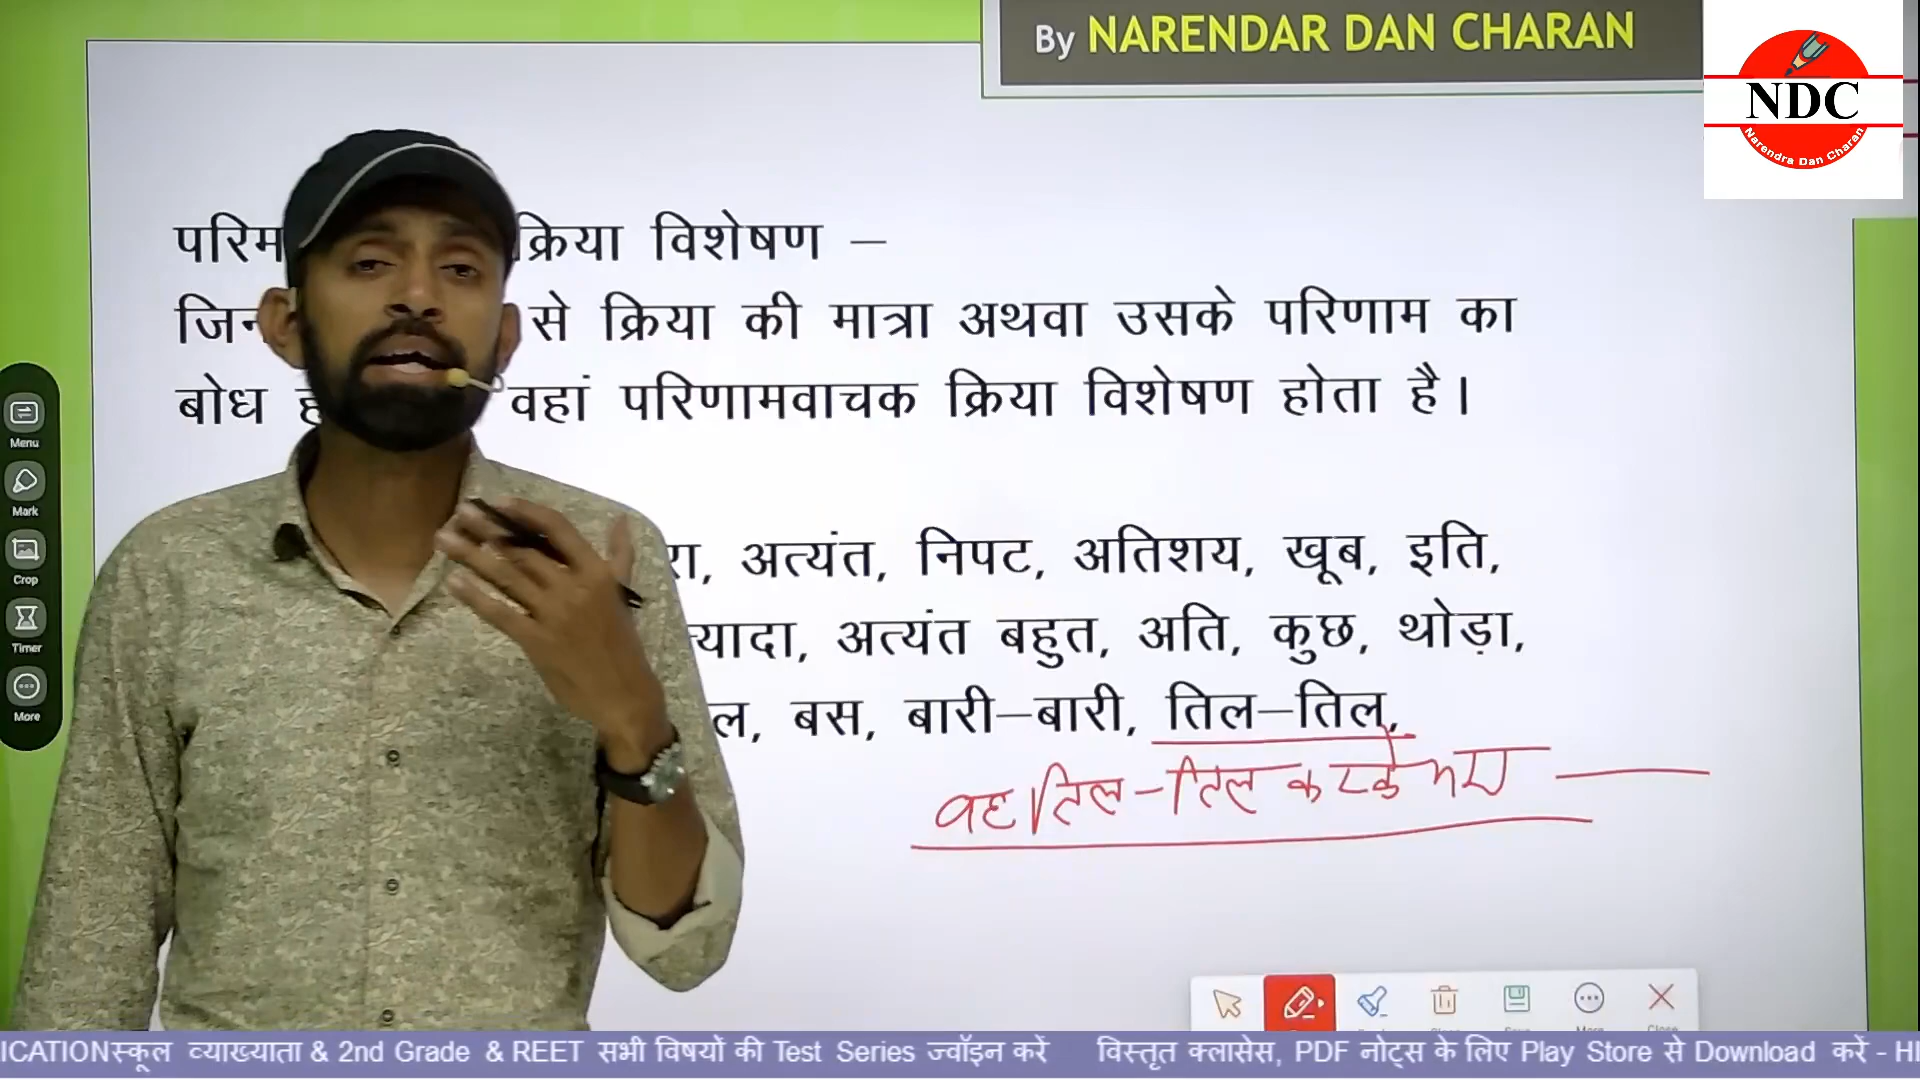 By NARENDAR DAN CHARAN
NDC
Narendra Dan Charan
क्रिया विशेषण –
से क्रिया की मात्रा अथवा उसके परिणाम का
बोध वहां परिणामवाचक क्रिया विशेषण होता है।
अत्यंत, निपट, अतिशय, खूब, इति,
अत्यंत बहुत, अति, कुछ, थोड़ा,
बस, बारी–बारी, तिल–तिल,
वह तिल-तिल करके मरा
Menu
Mark
Crop
Timer
More
ICATIONस्कूल व्याख्याता & 2nd Grade & REET सभी विषयों की Test Series ज्वॉइन करें विस्तृत क्लासेस, PDF नोट्स के लिए Play Store से Download करें - HI